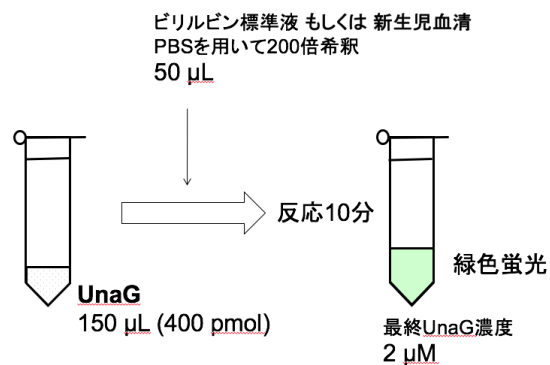 ビリルビン標準液 もしくは 新生児血清
PBSを用いて200倍希釈
50 µL
反応10分
緑色蛍光
UnaG
150 µL (400 pmol)
最終UnaG濃度
2 µM